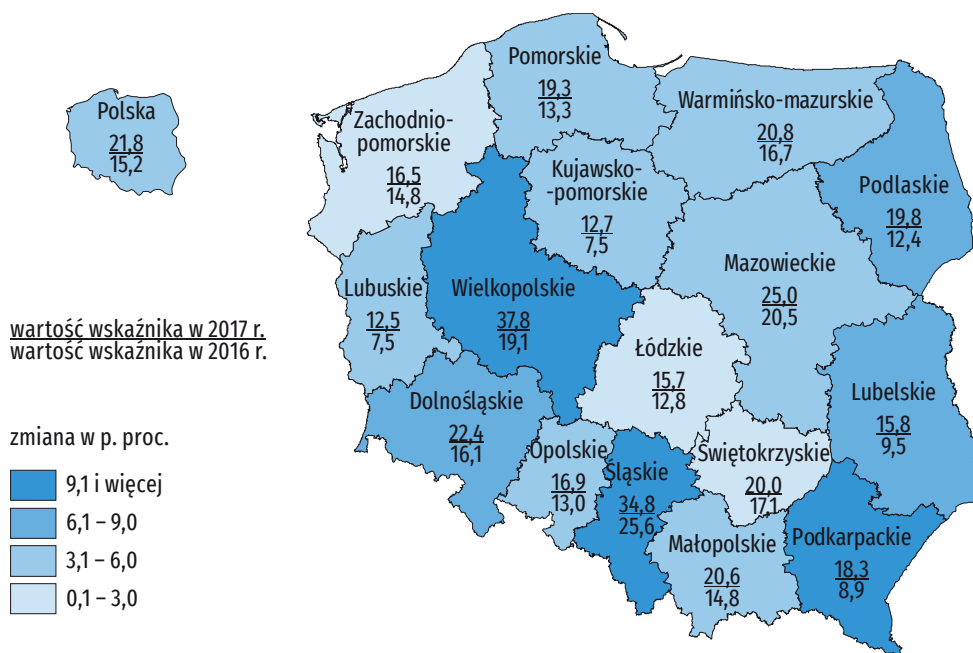 Polska
21,8
15,2
Pomorskie
19,3
13,3
Warmińsko-mazurskie
20,8
16,7
Zachodnio-
pomorskie
16,5
14,8
Kujawsko-
-pomorskie
12,7
7,5
Podlaskie
19,8
12,4
Mazowieckie
25,0
20,5
Lubuskie
12,5
7,5
Wielkopolskie
37,8
19,1
wartość wskaźnika w 2017 r.
wartość wskaźnika w 2016 r.
Łódzkie
15,7
12,8
Lubelskie
15,8
9,5
Dolnośląskie
22,4
16,1
Opolskie
16,9
13,0
Śląskie
34,8
25,6
Świętokrzyskie
20,0
17,1
Małopolskie
20,6
14,8
Podkarpackie
18,3
8,9
zmiana w p. proc.
9,1 i więcej
6,1 – 9,0
3,1 – 6,0
0,1 – 3,0